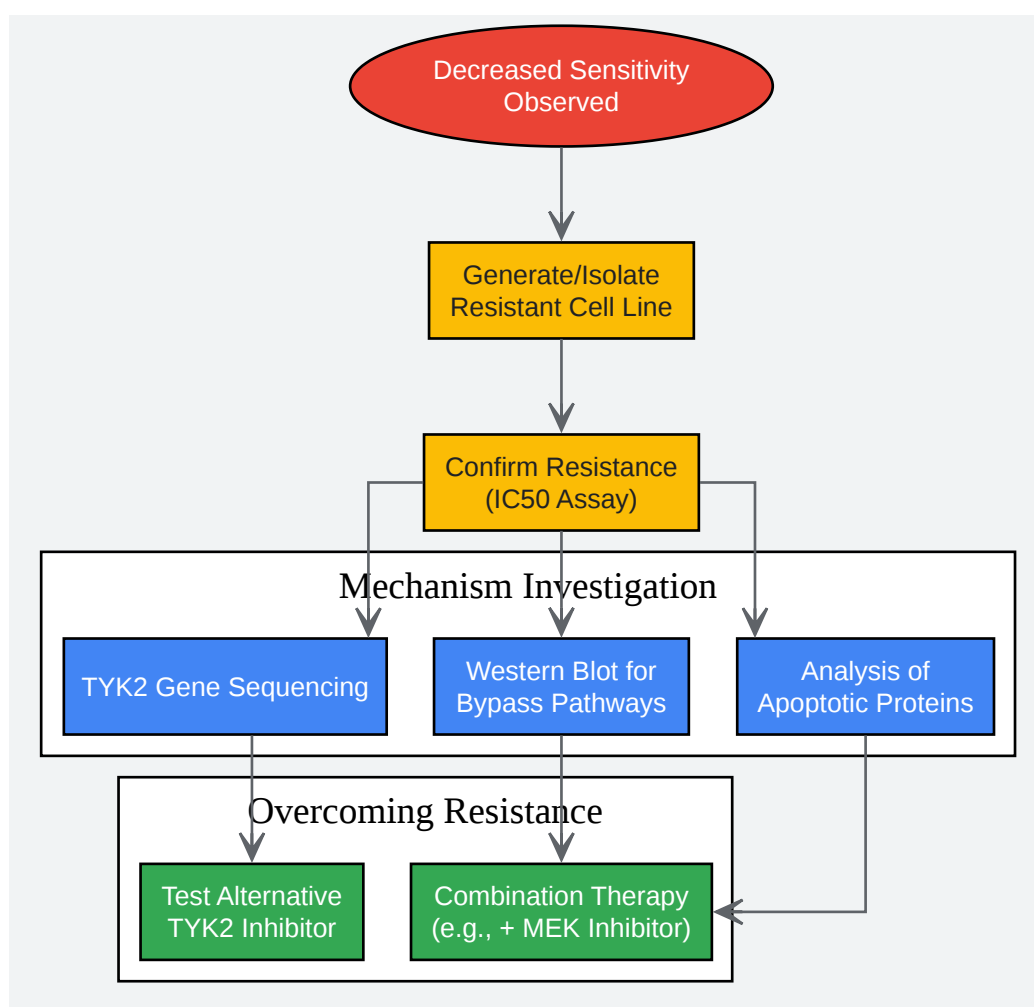 Decreased Sensitivity
Observed
Generate/Isolate
Resistant Cell Line
Confirm Resistance
(IC50 Assay)
Mechanism Investigation
TYK2 Gene Sequencing
Western Blot for
Bypass Pathways
Analysis of
Apoptotic Proteins
Overcoming Resistance
Test Alternative
TYK2 Inhibitor
Combination Therapy
(e.g., + MEK Inhibitor)